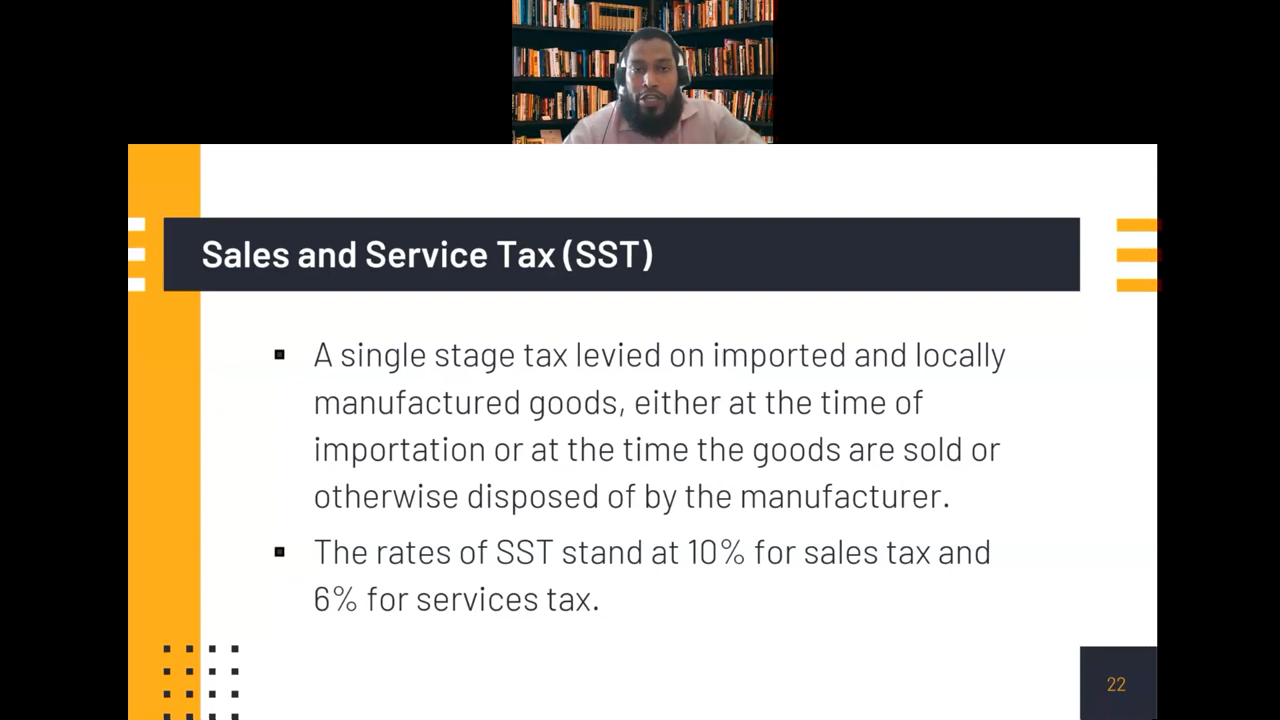 Sales and Service Tax (SST)
▪ A single stage tax levied on imported and locally
manufactured goods, either at the time of
importation or at the time the goods are sold or
otherwise disposed of by the manufacturer.
▪ The rates of SST stand at 10% for sales tax and
6% for services tax.
22